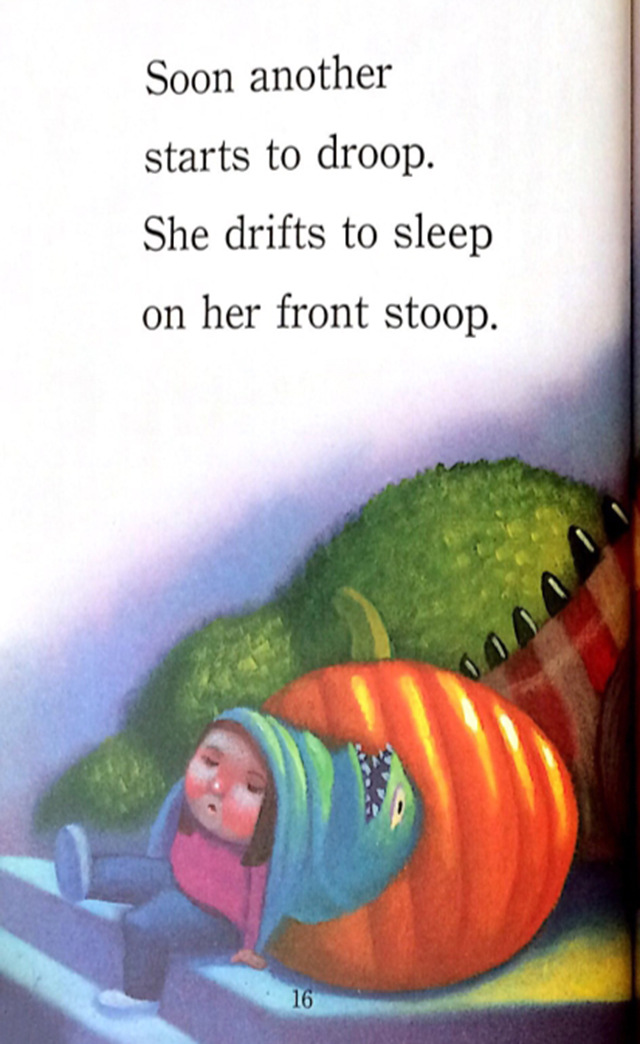 Soon another
starts to droop.
She drifts to sleep
on her front stoop.
16